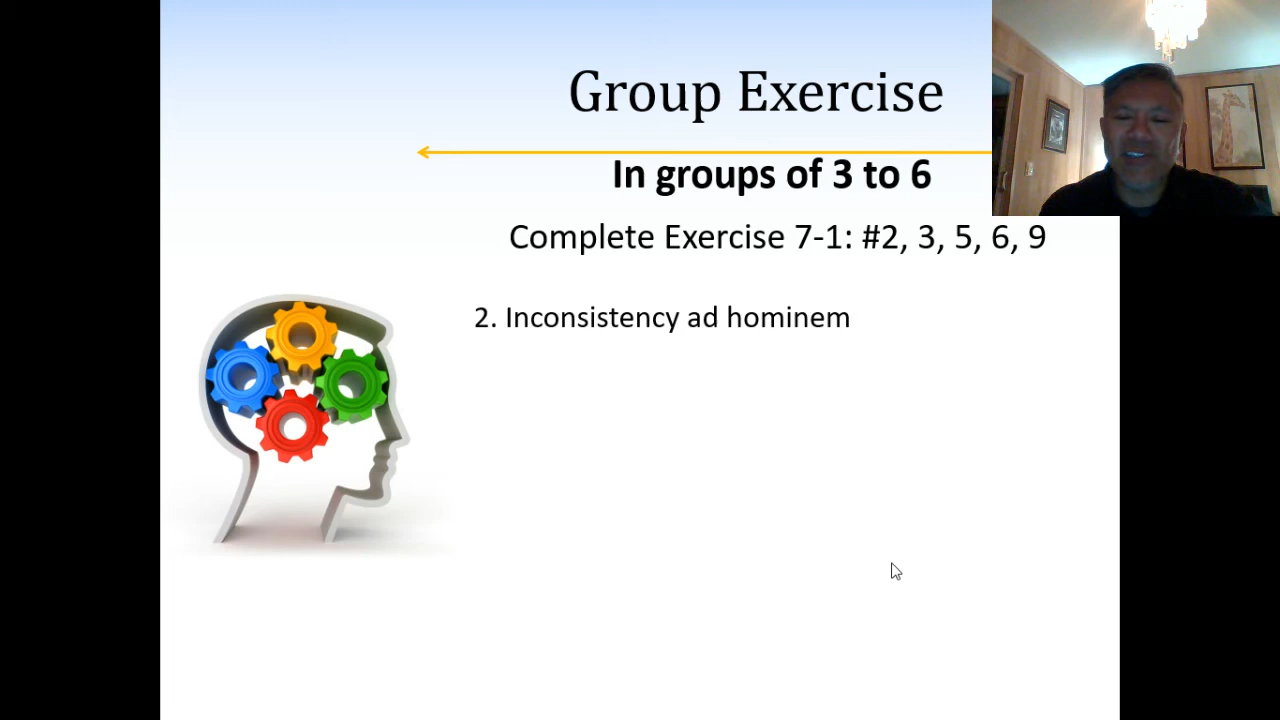 Group Exercise
In groups of 3 to 6
Complete Exercise 7-1: #2, 3, 5, 6, 9
2. Inconsistency ad hominem